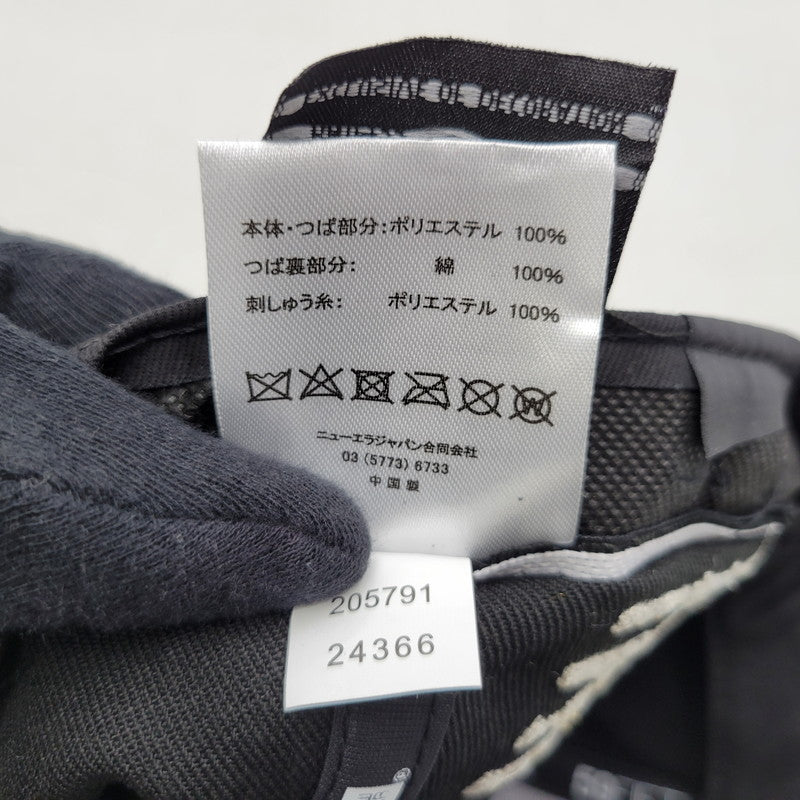 本体・つば部分:ポリエステル 100%
つば裏部分: 綿 100%
刺しゅう糸: ポリエステル 100%
ニューエラジャパン合同会社
03 (5773) 6733
中国製
205791
24366